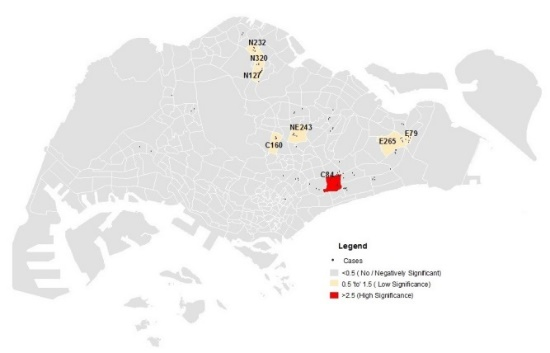 N232
N320
N127
NE243
C160
E79
E265
C84
Legend
Cases
<0.5 ( No / Negatively Significant)
0.5 'to' 1.5 ( Low Significance)
>2.5 (High Significance)